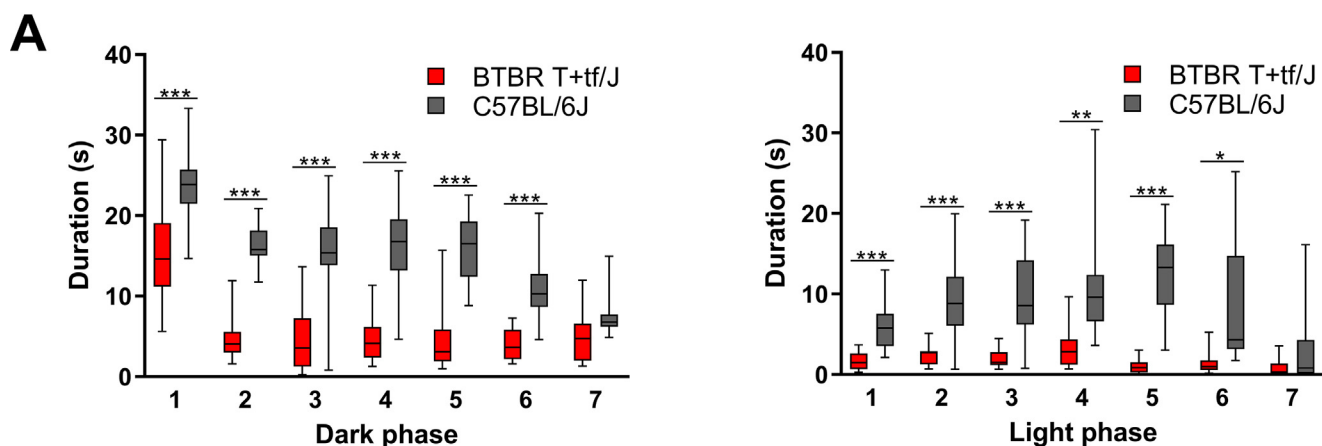 A
40
30
20
10
0
Duration (s)
BTBR T+tf/J
C57BL/6J
***
***
***
***
***
***
1 2 3 4 5 6 7
Dark phase
40
30
20
10
0
Duration (s)
BTBR T+tf/J
C57BL/6J
***
***
***
**
***
*
1 2 3 4 5 6 7
Light phase